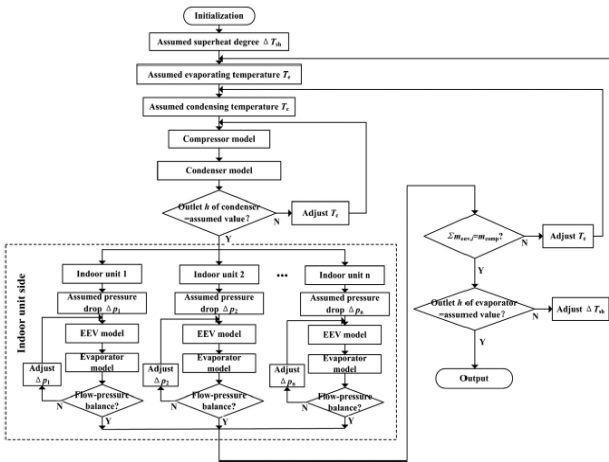 Initialization
Assumed superheat degree ΔTsh
Assumed evaporating temperature Te
Assumed condensing temperature Tc
Compressor model
Condenser model
Outlet h of condenser
=assumed value?
N
Adjust Tc
Y
Indoor unit side
Indoor unit 1
Indoor unit 2
...
Indoor unit n
Assumed pressure
drop Δp1
Assumed pressure
drop Δp2
Assumed pressure
drop Δpn
EEV model
EEV model
EEV model
Evaporator
model
Evaporator
model
Evaporator
model
Adjust
Δp1
Adjust
Δp2
Adjust
Δpn
Flow-pressure
balance?
Flow-pressure
balance?
Flow-pressure
balance?
N
Y
N
Y
N
Y
N
Adjust Te
Y
Outlet h of evaporator
=assumed value?
N
Adjust ΔTsh
Y
Output